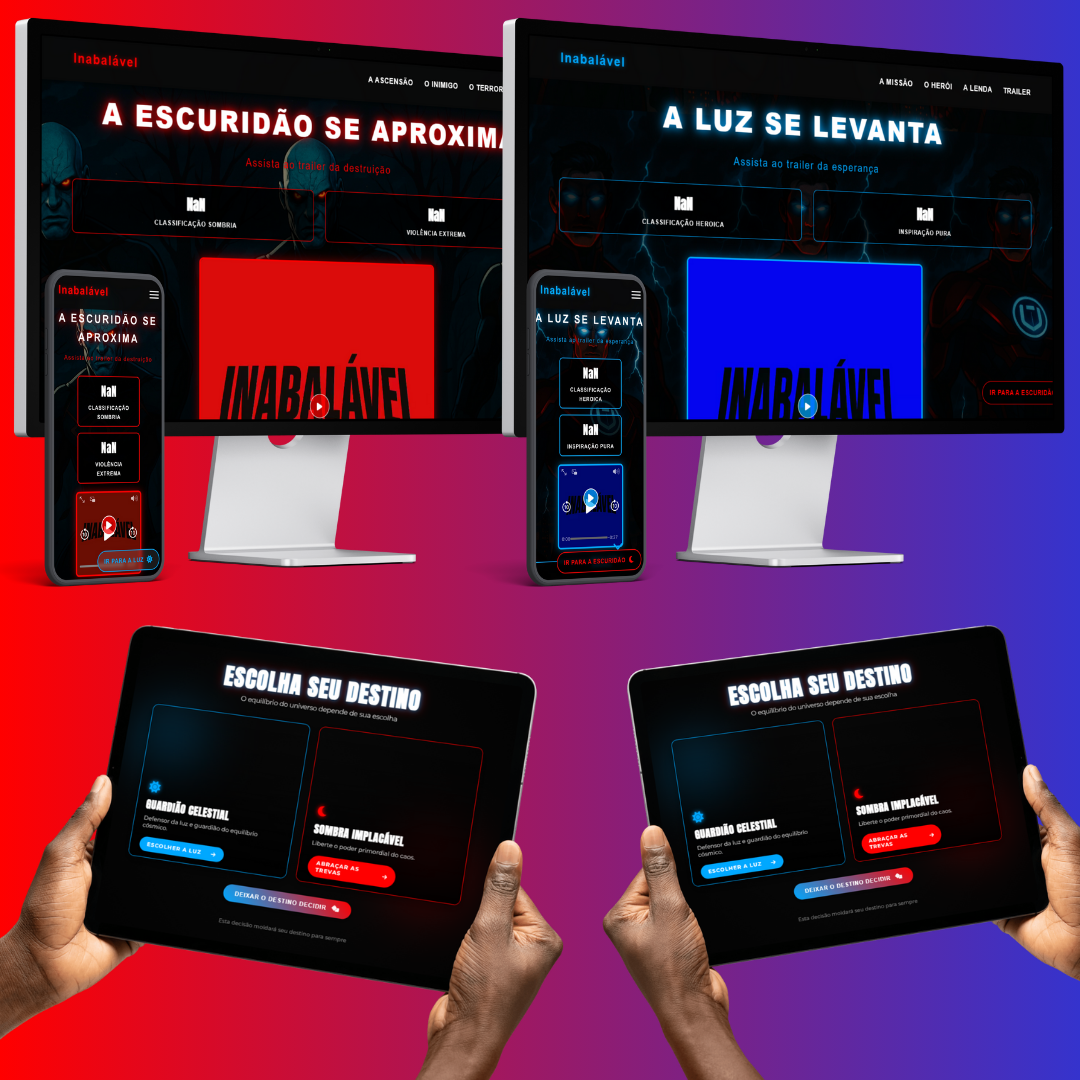 Inabalável
A ASCENSÃO O INIMIGO O TERROR
A ESCURIDÃO SE APROXIMA
Assista ao trailer da destruição
NaN
CLASSIFICAÇÃO SOMBRIA
NaN
VIOLÊNCIA EXTREMA
INABALÁVEL
Inabalável
A ESCURIDÃO SE
APROXIMA
Assista ao trailer da destruição
NaN
CLASSIFICAÇÃO
SOMBRIA
NaN
VIOLÊNCIA
EXTREMA
10
10
IR PARA A LUZ
Inabalável
A MISSÃO O HERÓI A LENDA TRAILER
A LUZ SE LEVANTA
Assista ao trailer da esperança
NaN
CLASSIFICAÇÃO HEROICA
NaN
INSPIRAÇÃO PURA
INABALÁVEL
IR PARA A ESCURIDÃ
Inabalável
A LUZ SE LEVANTA
Assista ao trailer da esperança
NaN
CLASSIFICAÇÃO
HEROICA
NaN
INSPIRAÇÃO PURA
10
10
0:00
IR PARA A ESCURIDÃO
ESCOLHA SEU DESTINO
O equilíbrio do universo depende de sua escolha
GUARDIÃO CELESTIAL
Defensor da luz e guardião do equilíbrio
cósmico.
ESCOLHER A LUZ →
SOMBRA IMPLACÁVEL
Liberte o poder primordial do caos.
ABRAÇAR AS
TREVAS →
DEIXAR O DESTINO DECIDIR
Esta decisão moldará seu destino para sempre
ESCOLHA SEU DESTINO
O equilíbrio do universo depende de sua escolha
GUARDIÃO CELESTIAL
Defensor da luz e guardião do equilíbrio
cósmico.
ESCOLHER A LUZ →
SOMBRA IMPLACÁVEL
Liberte o poder primordial do caos.
ABRAÇAR AS
TREVAS →
DEIXAR O DESTINO DECIDIR
Esta decisão moldará seu destino para sempre